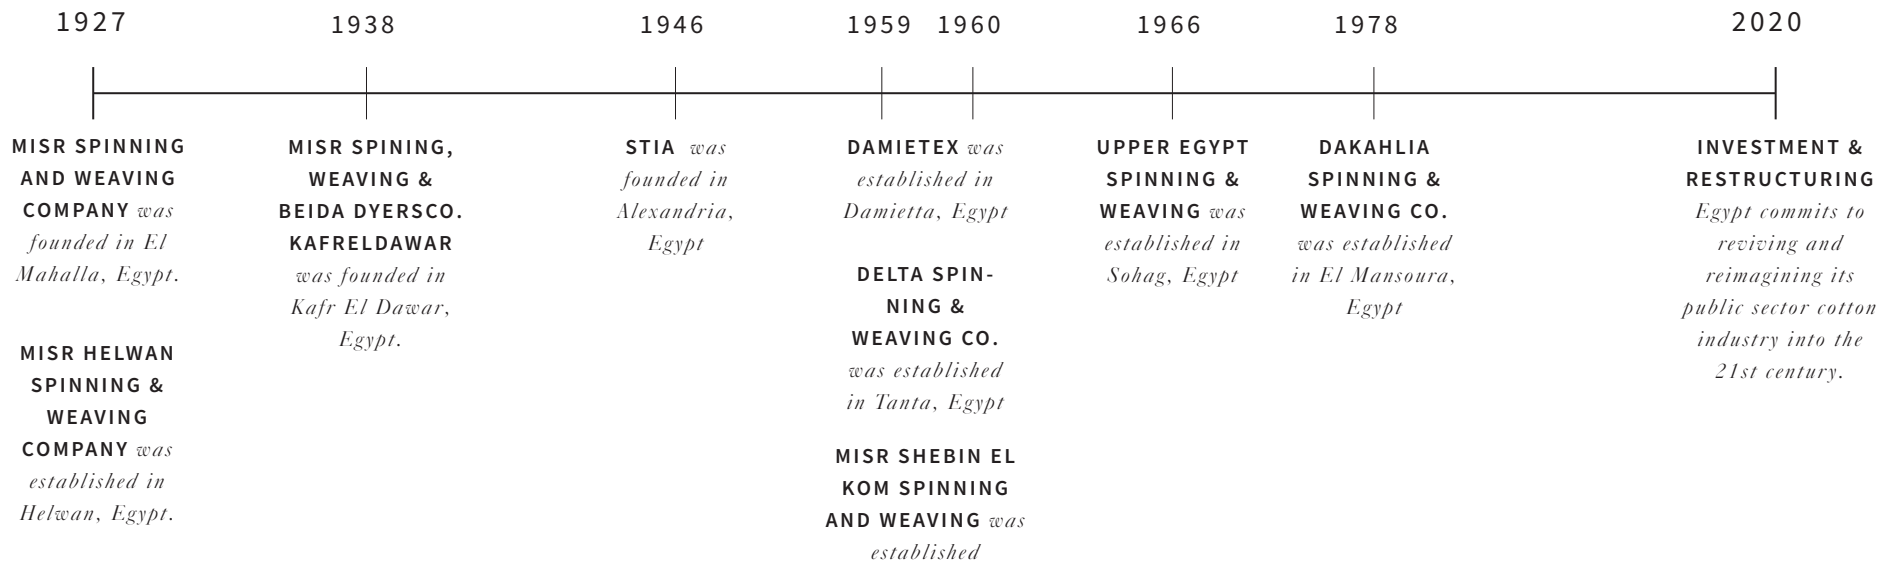 1927
MISR SPINNING
AND WEAVING
COMPANY was
founded in El
Mahalla, Egypt.
MISR HELWAN
SPINNING &
WEAVING
COMPANY was
established in
Helwan, Egypt.
1938
MISR SPINING,
WEAVING &
BEIDA DYERSCO.
KAFRELDAWAR
was founded in
Kafr El Dawar,
Egypt.
1946
STIA was
founded in
Alexandria,
Egypt
1959 1960
DAMIETEX was
established in
Damietta, Egypt
DELTA SPIN-
NING &
WEAVING CO.
was established
in Tanta, Egypt
MISR SHEBIN EL
KOM SPINNING
AND WEAVING was
established
1966
UPPER EGYPT
SPINNING &
WEAVING was
established in
Sohag, Egypt
1978
DAKAHLIA
SPINNING &
WEAVING CO.
was established
in El Mansoura,
Egypt
2020
INVESTMENT &
RESTRUCTURING
Egypt commits to
reviving and
reimagining its
public sector cotton
industry into the
21st century.